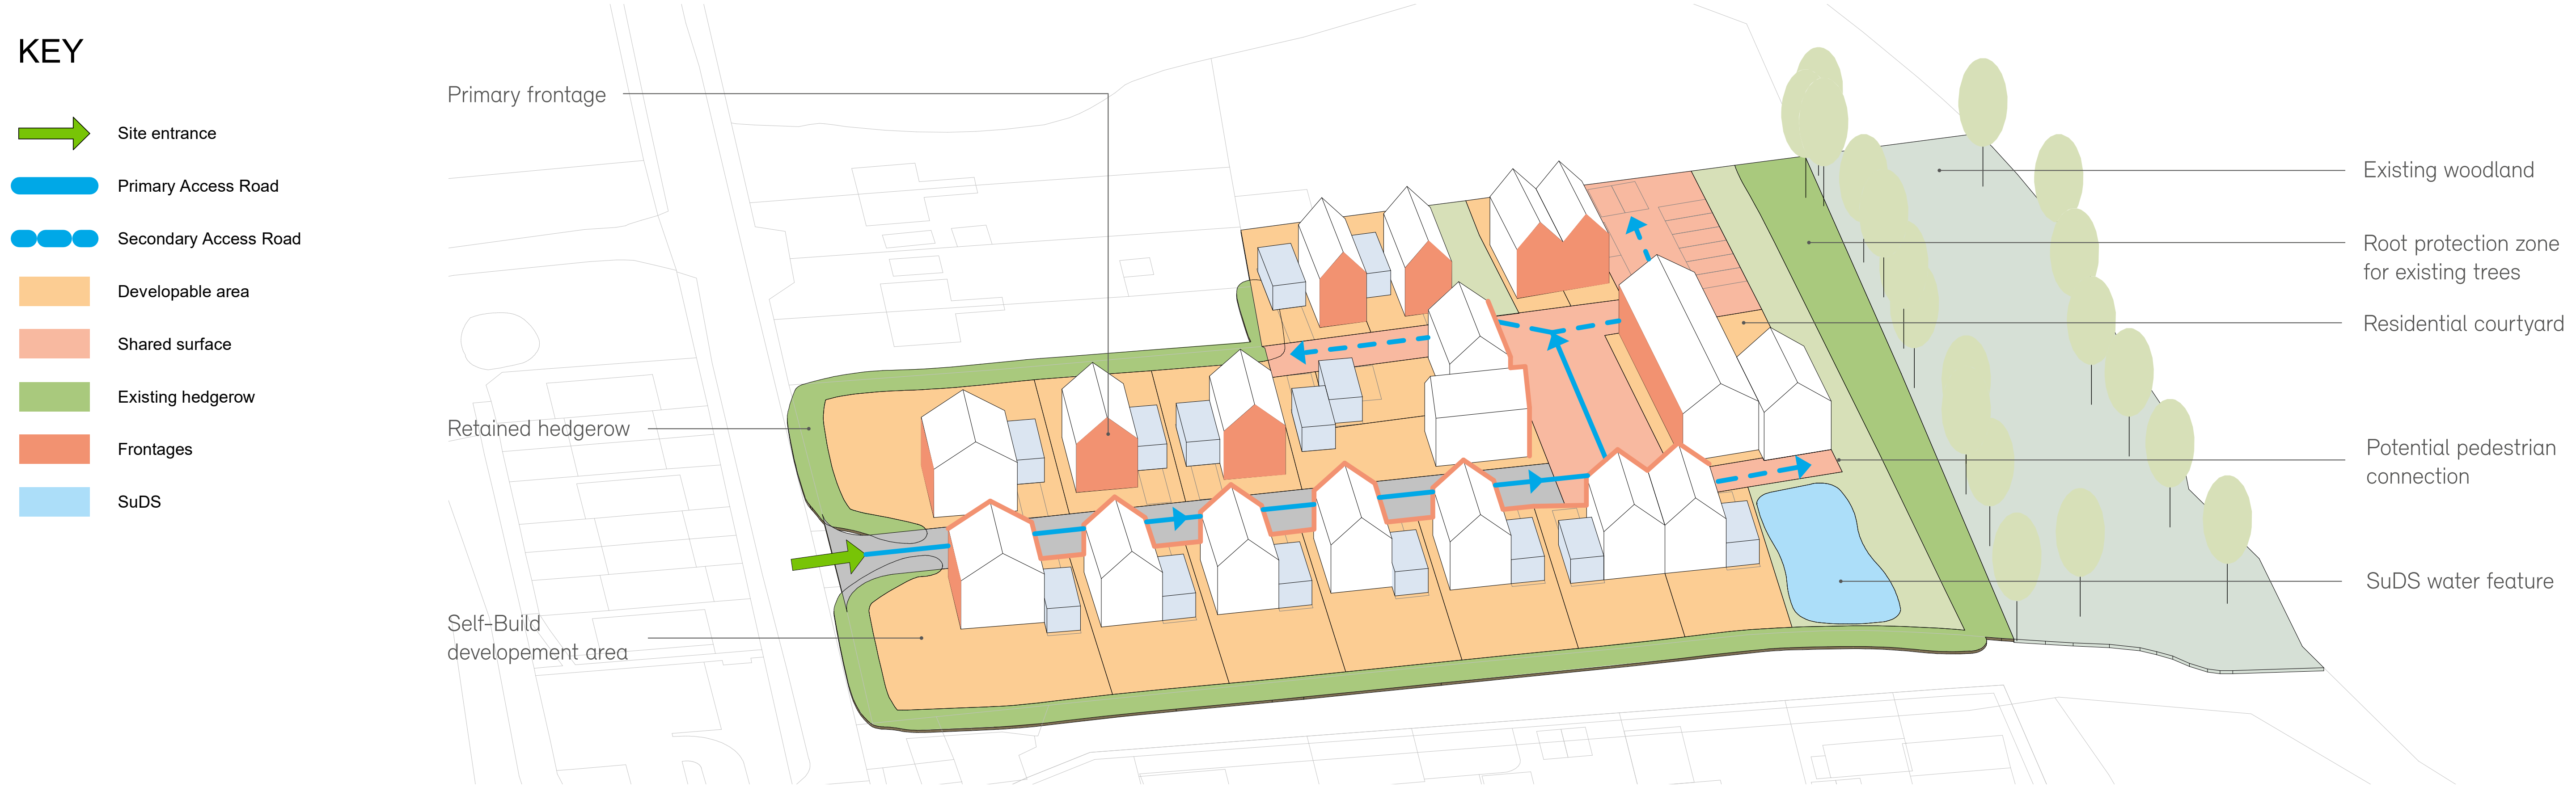 KEY
Site entrance
Primary Access Road
Secondary Access Road
Developable area
Shared surface
Existing hedgerow
Frontages
SuDS
Primary frontage
Retained hedgerow
Self-Build
developement area
Existing woodland
Root protection zone
for existing trees
Residential courtyard
Potential pedestrian
connection
SuDS water feature